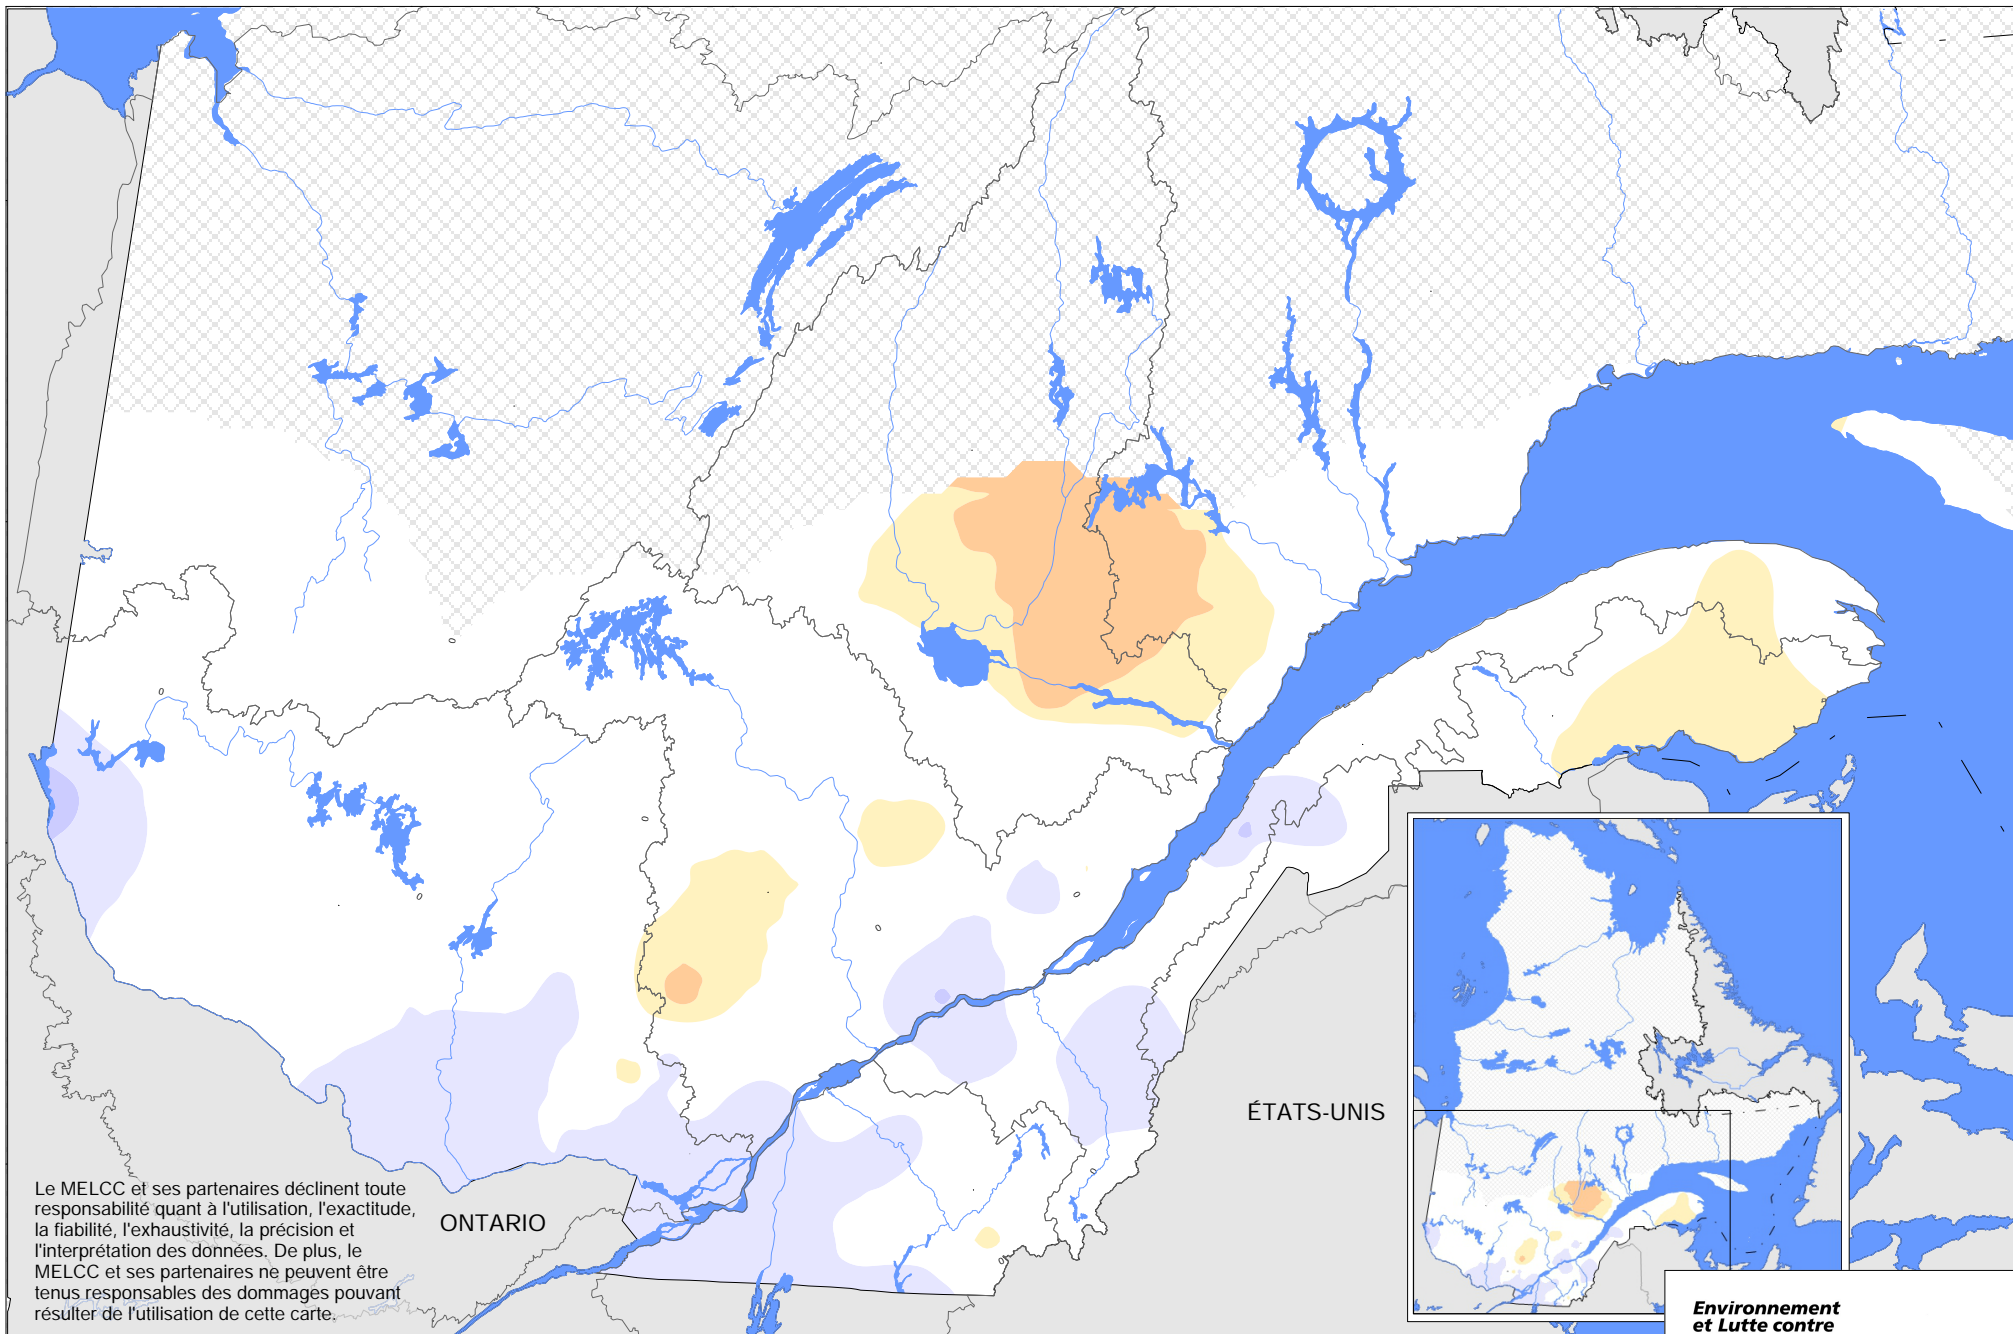 Le MELCC et ses partenaires déclinent toute
responsabilité quant à l'utilisation, l'exactitude,
la fiabilité, l'exhaustivité, la précision et
l'interprétation des données. De plus, le
MELCC et ses partenaires ne peuvent être
tenus responsables des dommages pouvant
résulter de l'utilisation de cette carte.
ONTARIO
ÉTATS-UNIS
Environnement
et Lutte contre